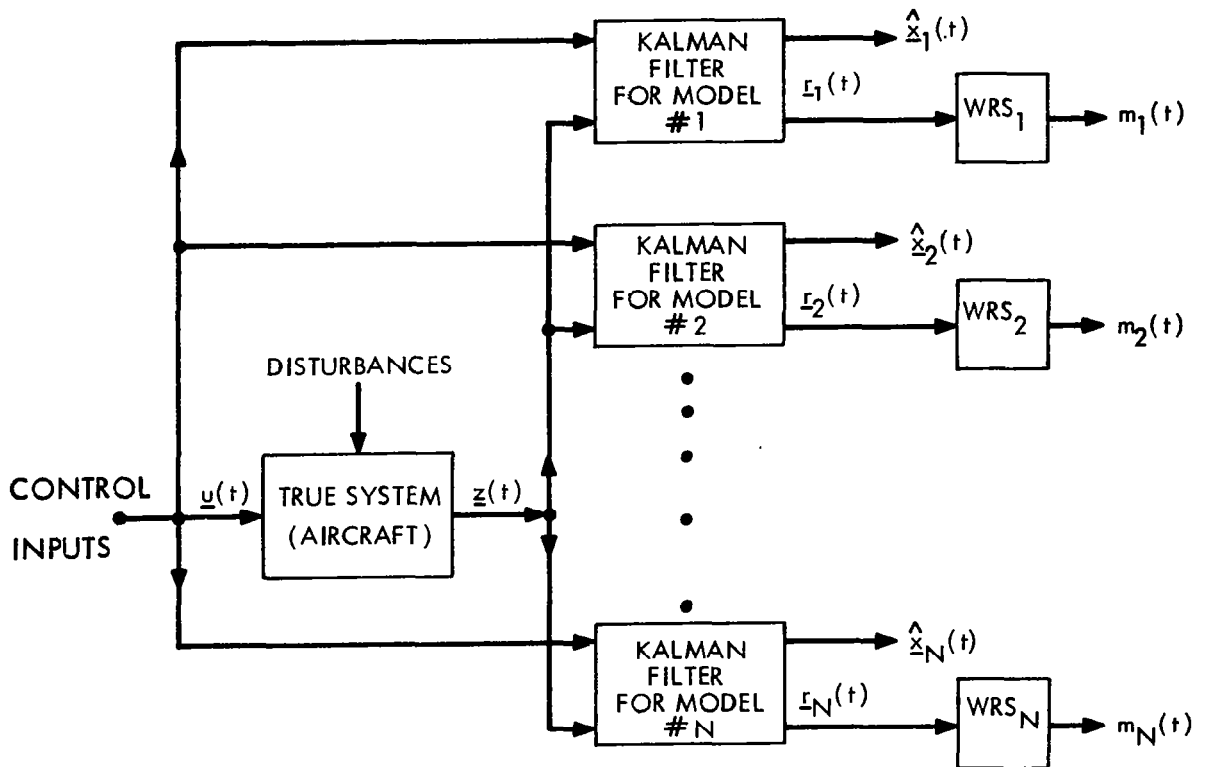 KALMAN
FILTER
FOR MODEL
#1
x̂₁(t)
r₁(t)
WRS₁
m₁(t)
KALMAN
FILTER
FOR MODEL
#2
x̂₂(t)
r₂(t)
WRS₂
m₂(t)
DISTURBANCES
CONTROL
INPUTS
u(t)
TRUE SYSTEM
(AIRCRAFT)
z(t)
KALMAN
FILTER
FOR MODEL
#N
x̂N(t)
rN(t)
WRSN
mN(t)